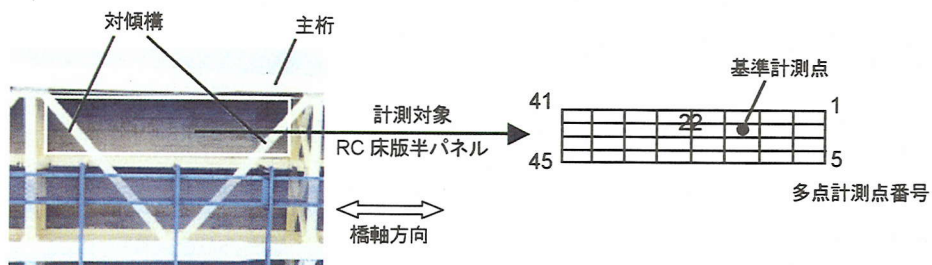 対傾構
主桁
計測対象
RC 床版半パネル
橋軸方向
基準計測点
41
1
22
45
5
多点計測点番号